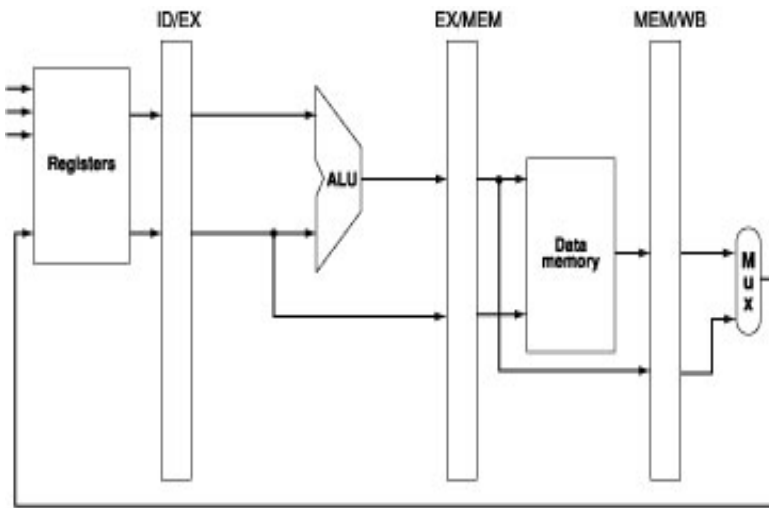 ID/EX EX/MEM MEM/WB
Registers
ALU
Data
memory
M
u
x